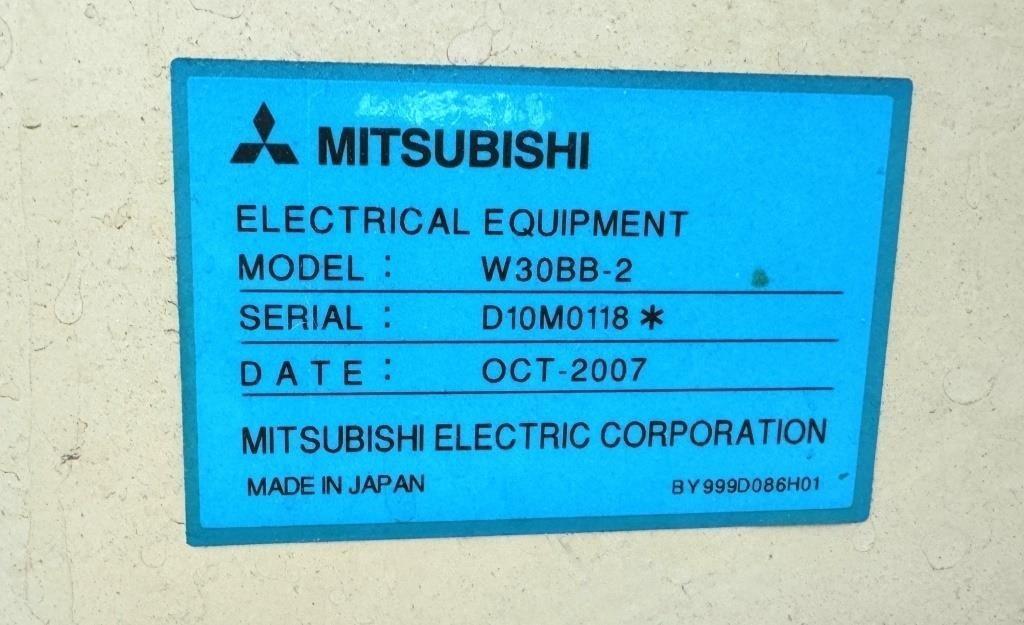 MITSUBISHI
ELECTRICAL EQUIPMENT
MODEL : W30BB-2
SERIAL : D10M0118*
DATE : OCT-2007
MITSUBISHI ELECTRIC CORPORATION
MADE IN JAPAN BY999D086H01